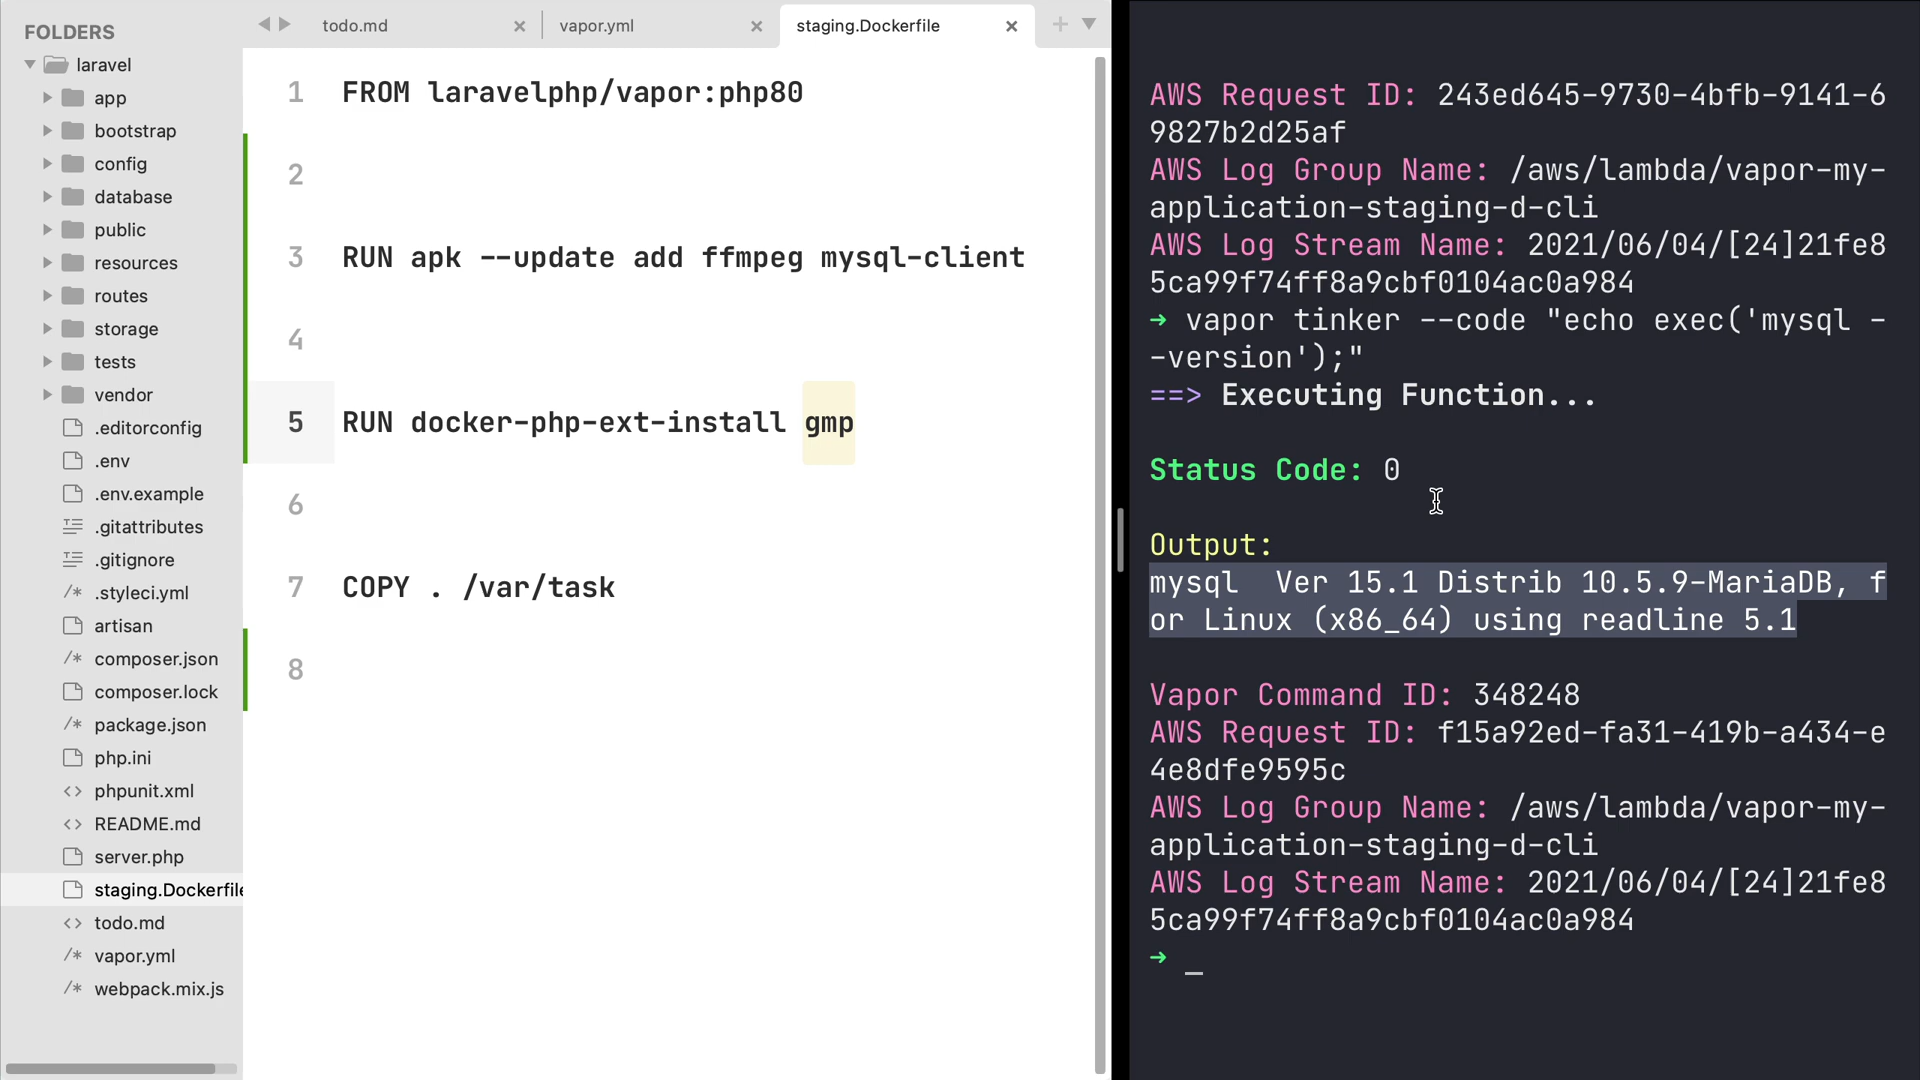 FOLDERS
laravel
app
bootstrap
config
database
public
resources
routes
storage
tests
vendor
.editorconfig
.env
.env.example
.gitattributes
.gitignore
.styleci.yml
artisan
composer.json
composer.lock
package.json
php.ini
phpunit.xml
README.md
server.php
staging.Dockerfile
todo.md
vapor.yml
webpack.mix.js
todo.md
vapor.yml
staging.Dockerfile
1 FROM laravelphp/vapor:php80
2
3 RUN apk --update add ffmpeg mysql-client
4
5 RUN docker-php-ext-install gmp
6
7 COPY . /var/task
8
AWS Request ID: 243ed645-9730-4bfb-9141-6
9827b2d25af
AWS Log Group Name: /aws/lambda/vapor-my-
application-staging-d-cli
AWS Log Stream Name: 2021/06/04/[24]21fe8
5ca99f74ff8a9cbf0104ac0a984
➜ vapor tinker --code "echo exec('mysql -
-version');"
==> Executing Function...
Status Code: 0
Output:
mysql  Ver 15.1 Distrib 10.5.9-MariaDB, f
or Linux (x86_64) using readline 5.1
Vapor Command ID: 348248
AWS Request ID: f15a92ed-fa31-419b-a434-e
4e8dfe9595c
AWS Log Group Name: /aws/lambda/vapor-my-
application-staging-d-cli
AWS Log Stream Name: 2021/06/04/[24]21fe8
5ca99f74ff8a9cbf0104ac0a984
➜ _